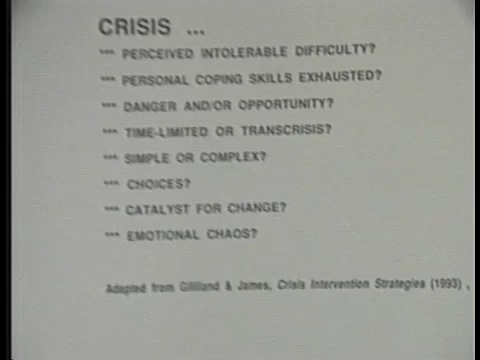 CRISIS ...
*** PERCEIVED INTOLERABLE DIFFICULTY?
*** PERSONAL COPING SKILLS EXHAUSTED?
*** DANGER AND/OR OPPORTUNITY?
*** TIME-LIMITED OR TRANSCRISIS?
*** SIMPLE OR COMPLEX?
*** CHOICES?
*** CATALYST FOR CHANGE?
*** EMOTIONAL CHAOS?
Adapted from Gilliland & James, Crisis Intervention Strategies (1993) ,